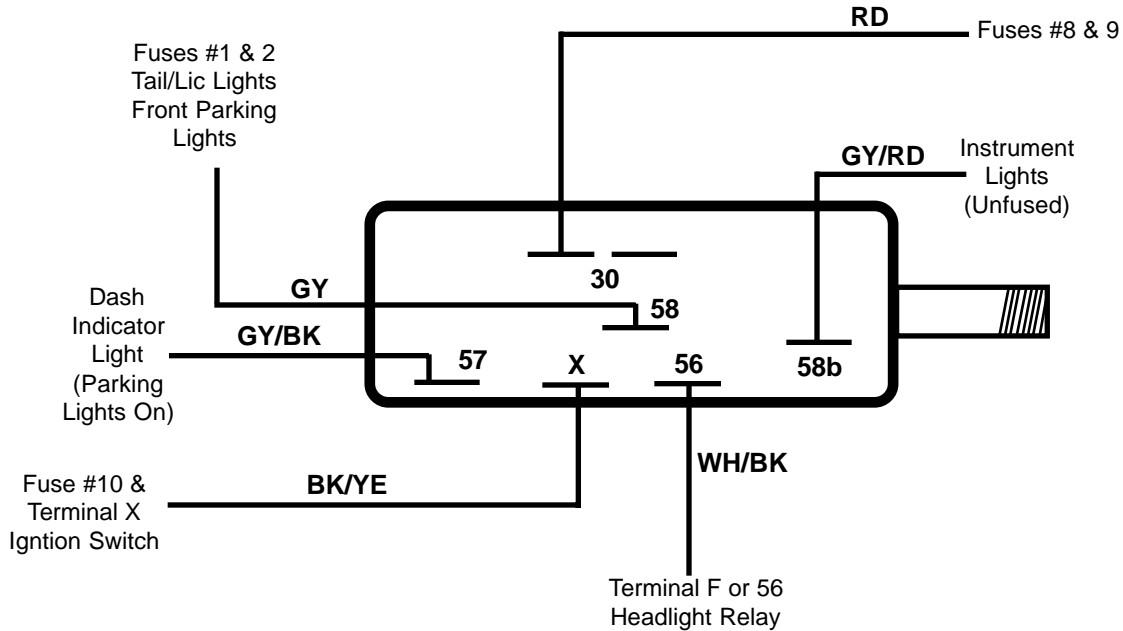 RD
Fuses #8 & 9
Fuses #1 & 2
Tail/Lic Lights
Front Parking
Lights
GY/RD
Instrument
Lights
(Unfused)
30
GY
58
Dash
Indicator
Light
(Parking
Lights On)
GY/BK
57
X
56
58b
WH/BK
BK/YE
Fuse #10 &
Terminal X
Igntion Switch
Terminal F or 56
Headlight Relay